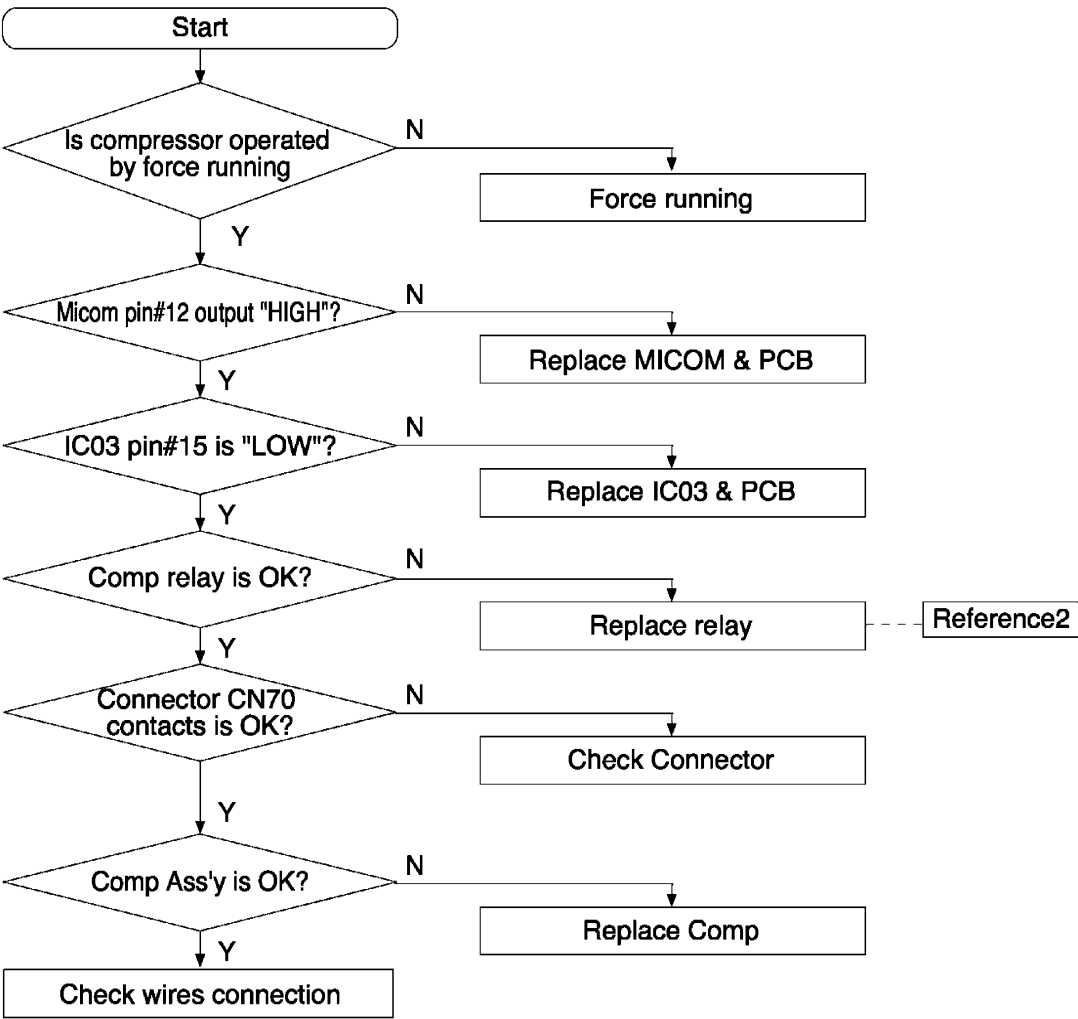 Start
Is compressor operated
by force running
N
Force running
Y
Micom pin#12 output "HIGH"?
N
Replace MICOM & PCB
Y
IC03 pin#15 is "LOW"?
N
Replace IC03 & PCB
Y
Comp relay is OK?
N
Replace relay
Reference2
Y
Connector CN70
contacts is OK?
N
Check Connector
Y
Comp Ass'y is OK?
N
Replace Comp
Y
Check wires connection